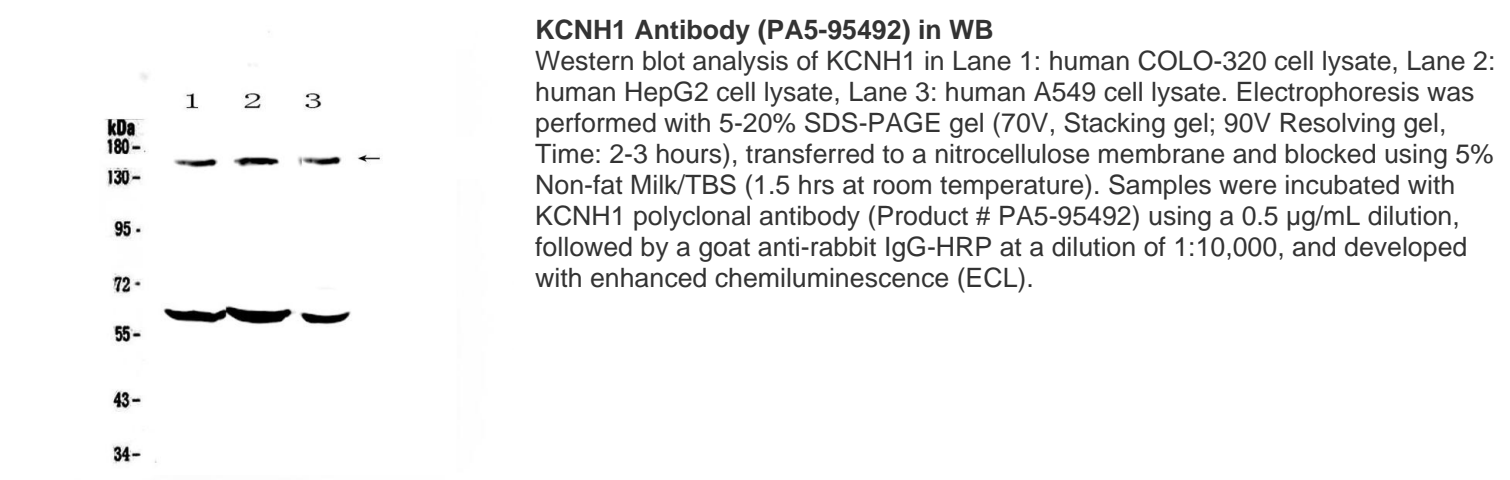 1 2 3
kDa
180
130
95
72
55
43
34
KCNH1 Antibody (PA5-95492) in WB
Western blot analysis of KCNH1 in Lane 1: human COLO-320 cell lysate, Lane 2:
human HepG2 cell lysate, Lane 3: human A549 cell lysate. Electrophoresis was
performed with 5-20% SDS-PAGE gel (70V, Stacking gel; 90V Resolving gel,
Time: 2-3 hours), transferred to a nitrocellulose membrane and blocked using 5%
Non-fat Milk/TBS (1.5 hrs at room temperature). Samples were incubated with
KCNH1 polyclonal antibody (Product # PA5-95492) using a 0.5 µg/mL dilution,
followed by a goat anti-rabbit IgG-HRP at a dilution of 1:10,000, and developed
with enhanced chemiluminescence (ECL).